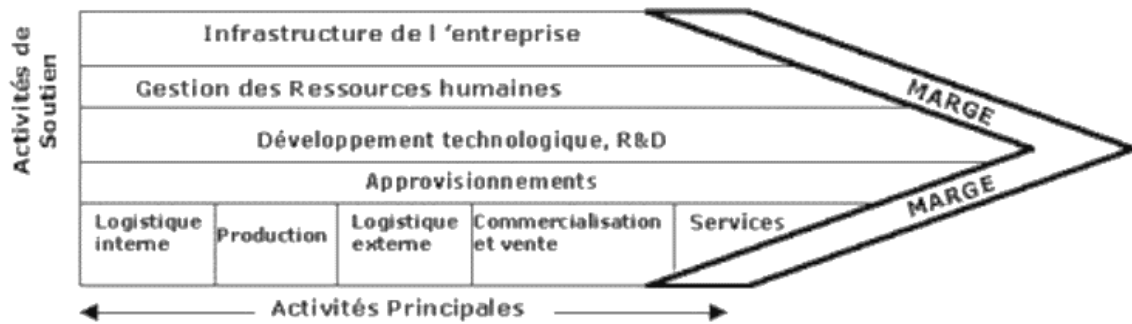 Activités de
Soutien
Infrastructure de l 'entreprise
Gestion des Ressources humaines
Développement technologique, R&D
Approvisionnements
MARGE
MARGE
Logistique
interne
Production
Logistique
externe
Commercialisation
et vente
Services
Activités Principales